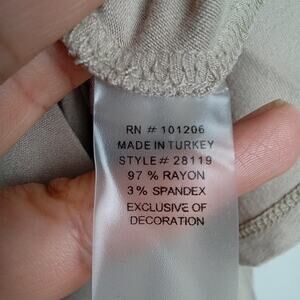 RN # 101206
MADE IN TURKEY
STYLE# 28119
97 % RAYON
3 % SPANDEX
EXCLUSIVE OF
DECORATION